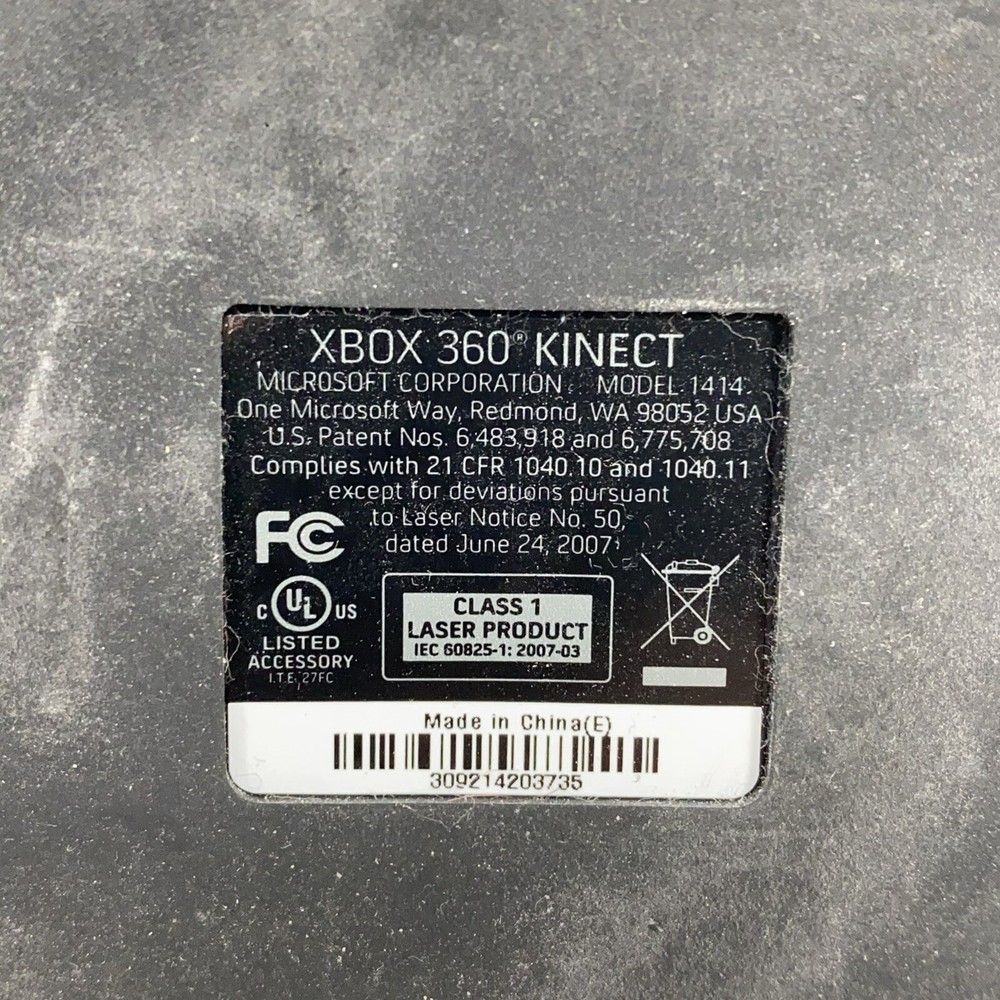 XBOX 360® KINECT
MICROSOFT CORPORATION MODEL 1414
One Microsoft Way, Redmond, WA 98052 USA
U.S. Patent Nos. 6,483,918 and 6,775,708
Complies with 21 CFR 1040.10 and 1040.11
except for deviations pursuant
to Laser Notice No. 50,
dated June 24, 2007
FC
C UL US
LISTED
ACCESSORY
I.T.E. 27FC
CLASS 1
LASER PRODUCT
IEC 60825-1: 2007-03
Made in China(E)
309214203735